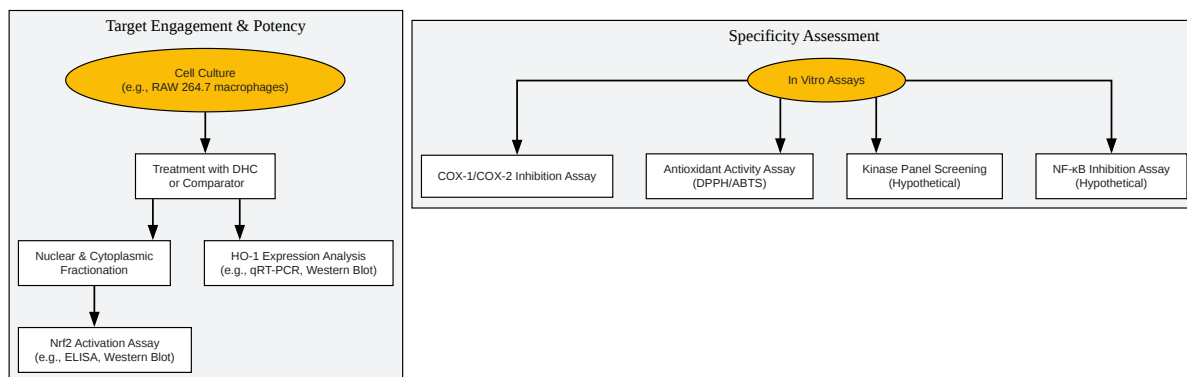 Target Engagement & Potency
Cell Culture
(e.g., RAW 264.7 macrophages)
Treatment with DHC
or Comparator
Nuclear & Cytoplasmic
Fractionation
HO-1 Expression Analysis
(e.g., qRT-PCR, Western Blot)
Nrf2 Activation Assay
(e.g., ELISA, Western Blot)
Specificity Assessment
In Vitro Assays
COX-1/COX-2 Inhibition Assay
Antioxidant Activity Assay
(DPPH/ABTS)
Kinase Panel Screening
(Hypothetical)
NF-κB Inhibition Assay
(Hypothetical)